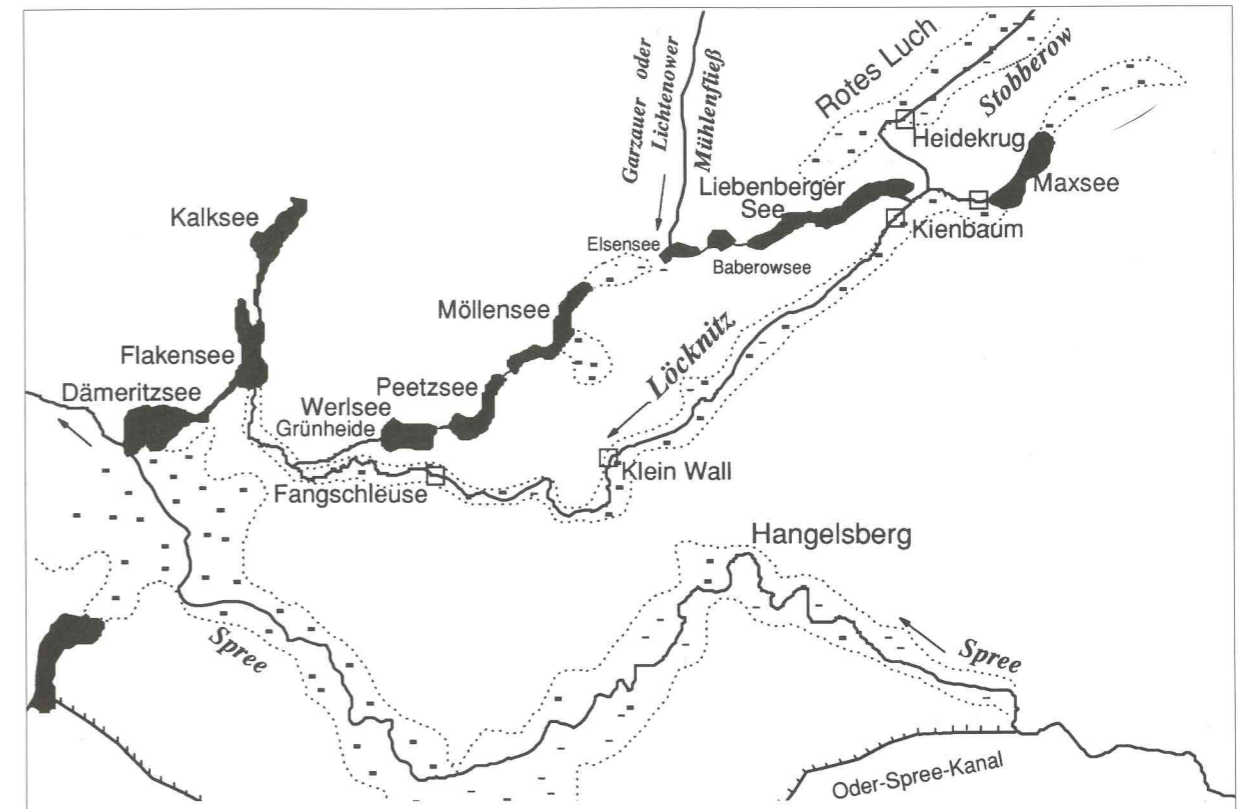 Rotes Luch
Stobberow
Garzauer oder
Lichtenower
Mühlenfließ
Heidekrug
Maxsee
Liebenberger
See
Kienbaum
Kalksee
Elsensee
Baberowsee
Möllensee
Flakensee
Löcknitz
Dämeritzsee
Peetzsee
Werlsee
Grünheide
Klein Wall
Fangschleuse
Hangelsberg
Spree
Spree
Oder-Spree-Kanal